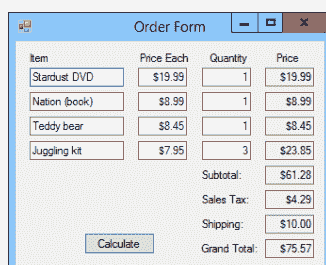 Order Form
Item Price Each Quantity Price
Stardust DVD $19.99 1 $19.99
Nation (book) $8.99 1 $8.99
Teddy bear $8.45 1 $8.45
Juggling kit $7.95 3 $23.85
Subtotal: $61.28
Sales Tax: $4.29
Shipping: $10.00
Calculate Grand Total: $75.57